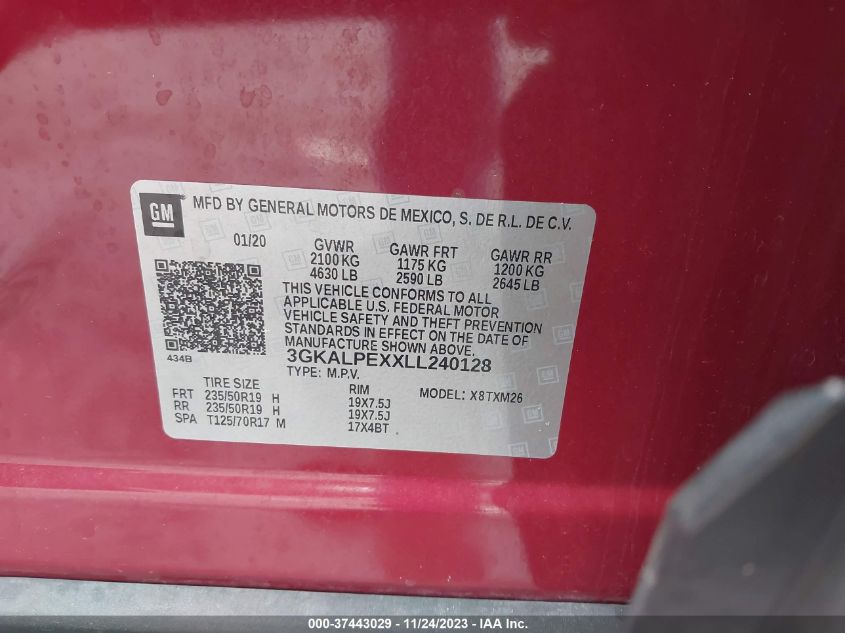 GM
MFD BY GENERAL MOTORS DE MEXICO, S. DE R.L. DE C.V.
01/20 GVWR GAWR FRT GAWR RR
2100 KG 1175 KG 1200 KG
4630 LB 2590 LB 2645 LB
THIS VEHICLE CONFORMS TO ALL
APPLICABLE U.S. FEDERAL MOTOR
VEHICLE SAFETY AND THEFT PREVENTION
STANDARDS IN EFFECT ON THE DATE OF
MANUFACTURE SHOWN ABOVE.
434B
3GKALPEXXLL240128
TYPE: M.P.V.
TIRE SIZE RIM MODEL: X8TXM26
FRT 235/50R19 H 19X7.5J
RR 235/50R19 H 19X7.5J
SPA T125/70R17 M 17X4BT
000-37443029 - 11/24/2023 - IAA, Inc.